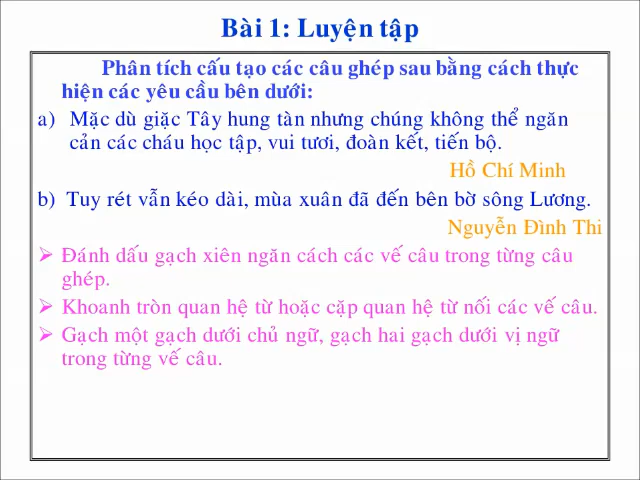 Bài 1: Luyện tập
Phân tích cấu tạo các câu ghép sau bằng cách thực
hiện các yêu cầu bên dưới:
a) Mặc dù giặc Tây hung tàn nhưng chúng không thể ngăn
cản các cháu học tập, vui tươi, đoàn kết, tiến bộ.
Hồ Chí Minh
b) Tuy rét vẫn kéo dài, mùa xuân đã đến bên bờ sông Lương.
Nguyễn Đình Thi
➢ Đánh dấu gạch xiên ngăn cách các vế câu trong từng câu
ghép.
➢ Khoanh tròn quan hệ từ hoặc cặp quan hệ từ nối các vế câu.
➢ Gạch một gạch dưới chủ ngữ, gạch hai gạch dưới vị ngữ
trong từng vế câu.